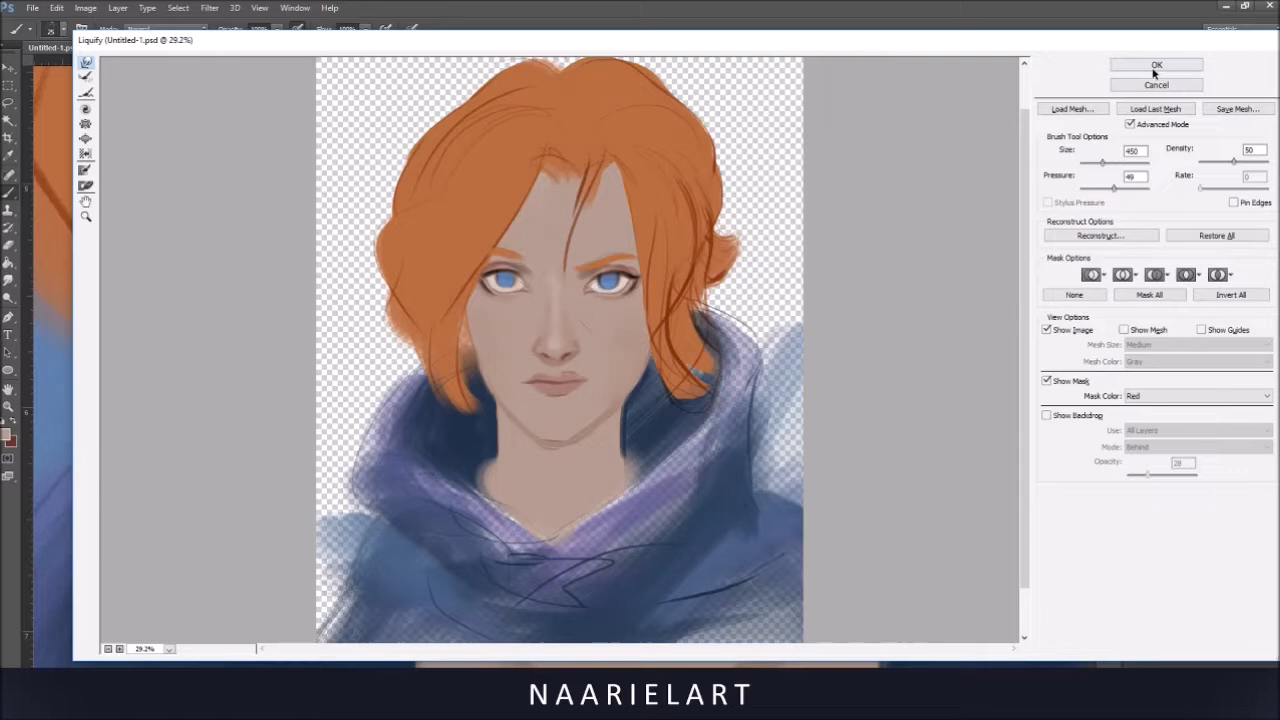 Ps File Edit Image Layer Type Select Filter 3D View Window Help
25
Untitled-1.ps
Liquify (Untitled-1.psd @ 29.2%)
OK
Cancel
Load Mesh... Load Last Mesh Save Mesh...
Advanced Mode
Brush Tool Options
Size: 450 Density: 50
Pressure: 49 Rate: 0
Stylus Pressure Pin Edges
Reconstruct Options
Reconstruct... Restore All
Mask Options
None Mask All Invert All
View Options
Show Image Show Mesh Show Guides
Mesh Size: Medium
Mesh Color: Gray
Show Mask
Mask Color: Red
Show Backdrop
Use: All Layers
Mode: Behind
Opacity: 28
29.2%
NAARIELART